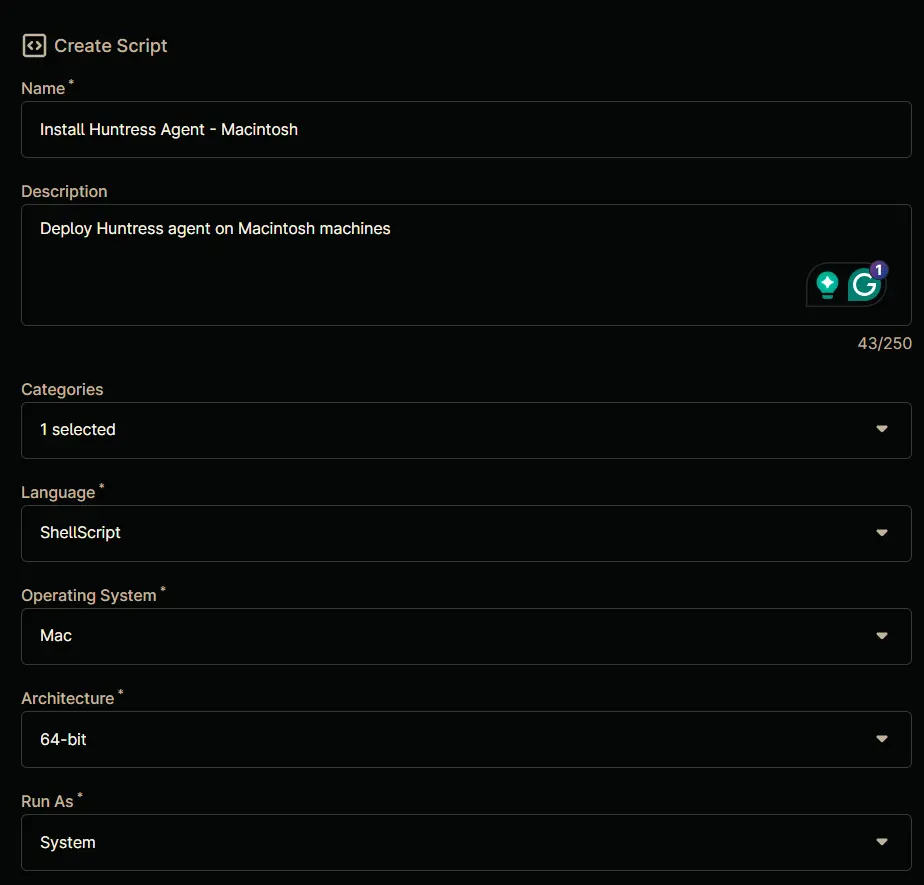 Create Script
Name *
Install Huntress Agent - Macintosh
Description
Deploy Huntress agent on Macintosh machines
1
43/250
Categories
1 selected
Language *
ShellScript
Operating System *
Mac
Architecture *
64-bit
Run As *
System